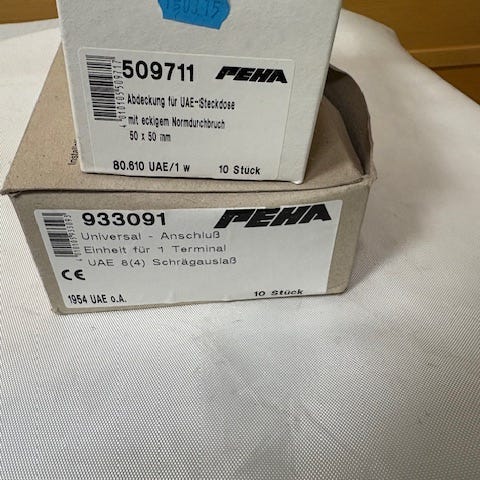 509711 PEHA
Abdeckung für UAE-Steckdose
mit eckigem Normdurchbruch
50 x 50 mm
80.610 UAE/1 w 10 Stück
933091 PEHA
Universal - Anschluß
Einheit für 1 Terminal
UAE 8(4) Schrägauslaß
CE
1954 UAE o.A. 10 Stück